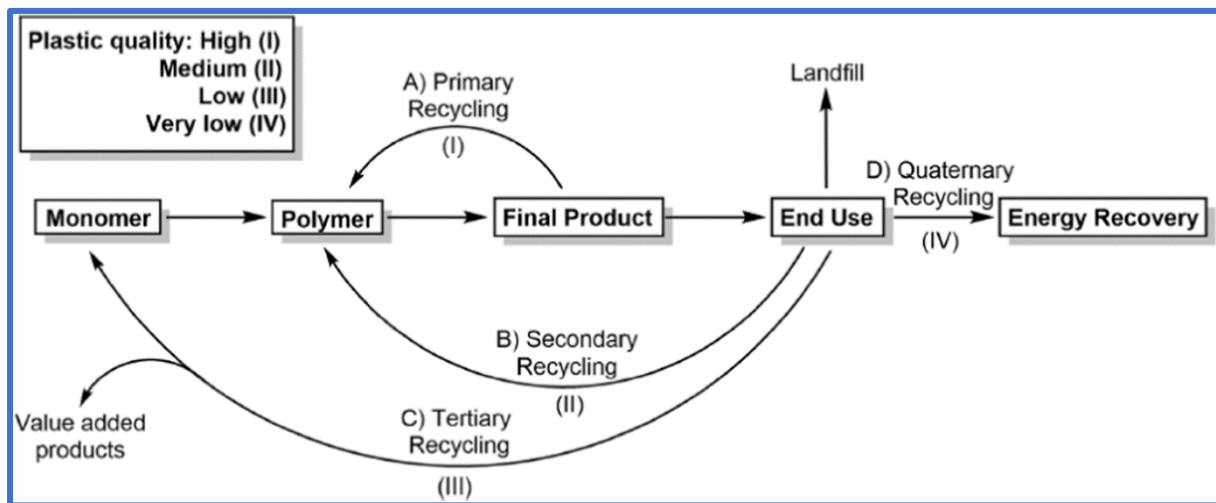 Plastic quality: High (I)
Medium (II)
Low (III)
Very low (IV)
A) Primary
Recycling
(I)
Landfill
D) Quaternary
Recycling
(IV)
Monomer
Polymer
Final Product
End Use
Energy Recovery
B) Secondary
Recycling
(II)
C) Tertiary
Recycling
(III)
Value added
products